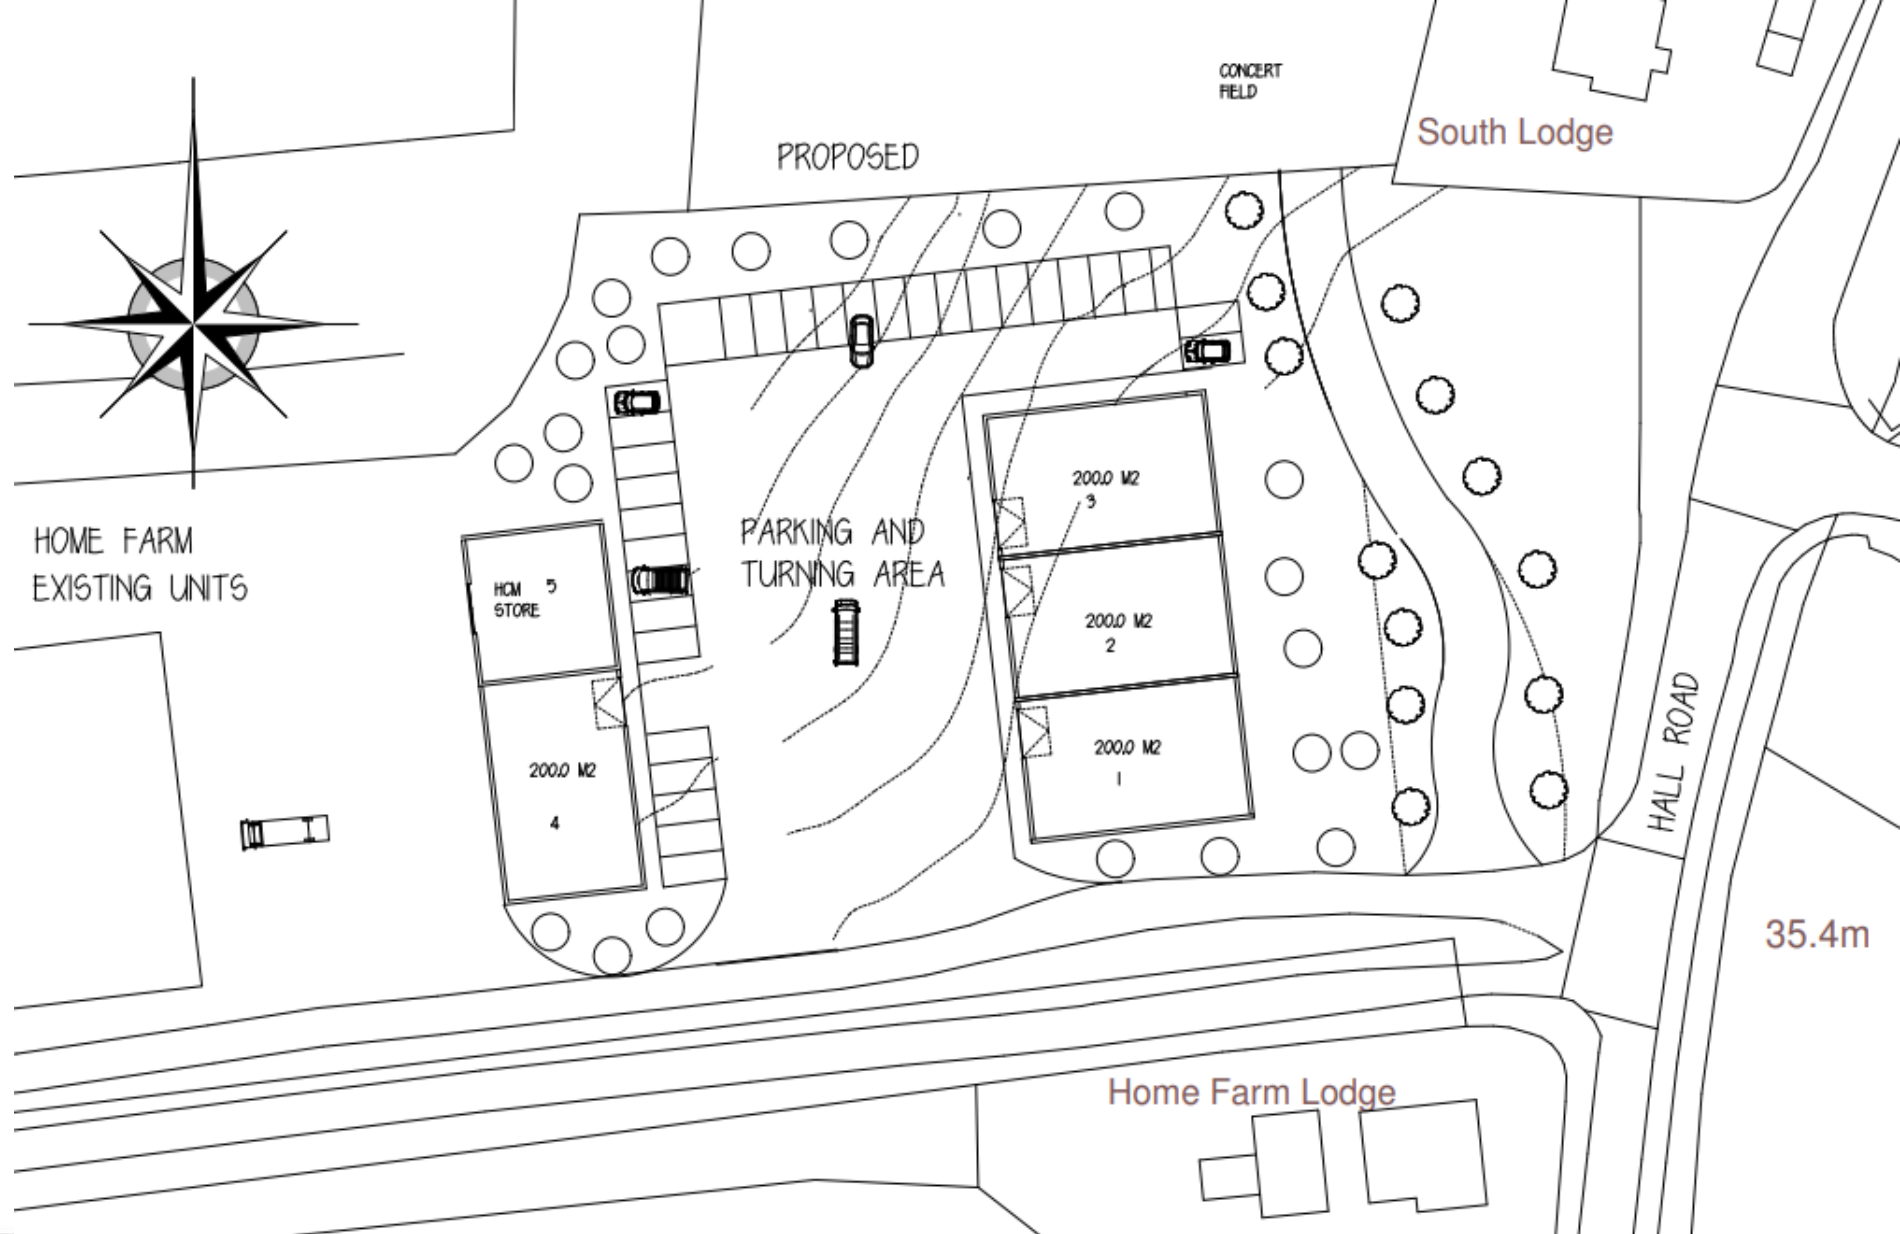 CONCERT
FIELD
South Lodge
PROPOSED
HOME FARM
EXISTING UNITS
PARKING AND
TURNING AREA
200.0 M2
3
200.0 M2
2
200.0 M2
1
HCM 5
STORE
200.0 M2
4
HALL ROAD
35.4m
Home Farm Lodge